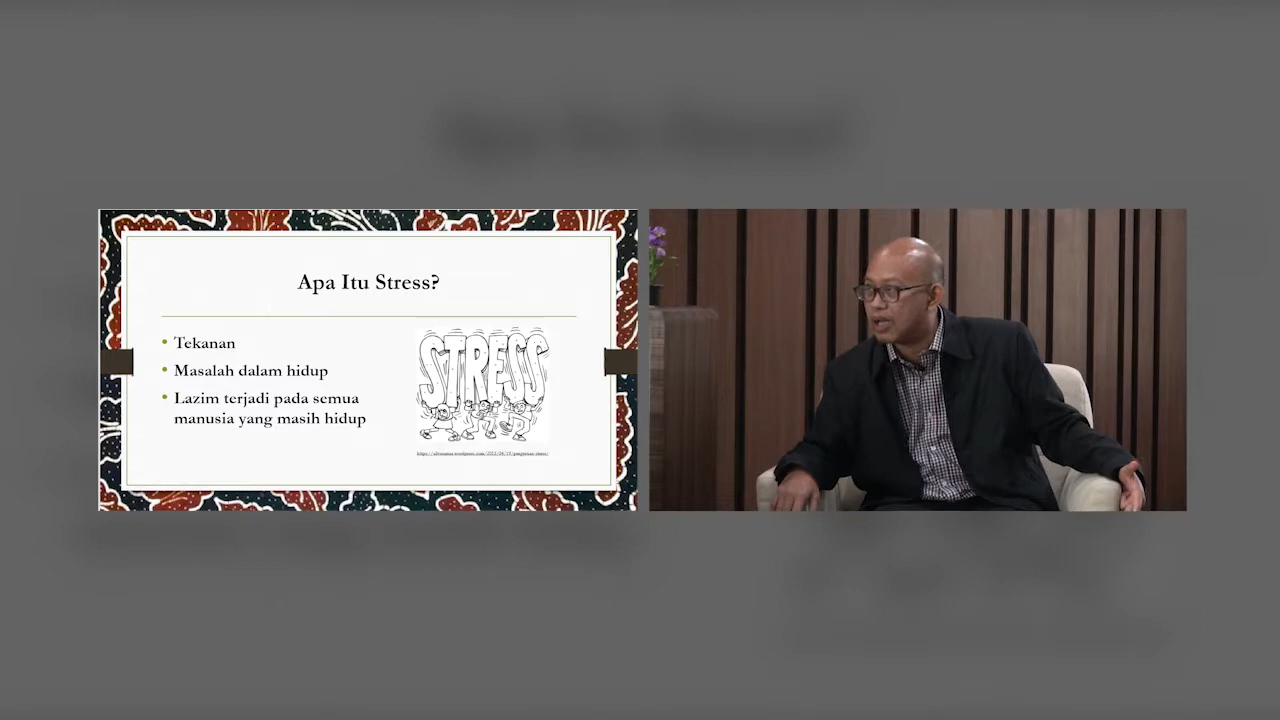 Apa Itu Stress?
• Tekanan
• Masalah dalam hidup
• Lazim terjadi pada semua
manusia yang masih hidup
STRESS